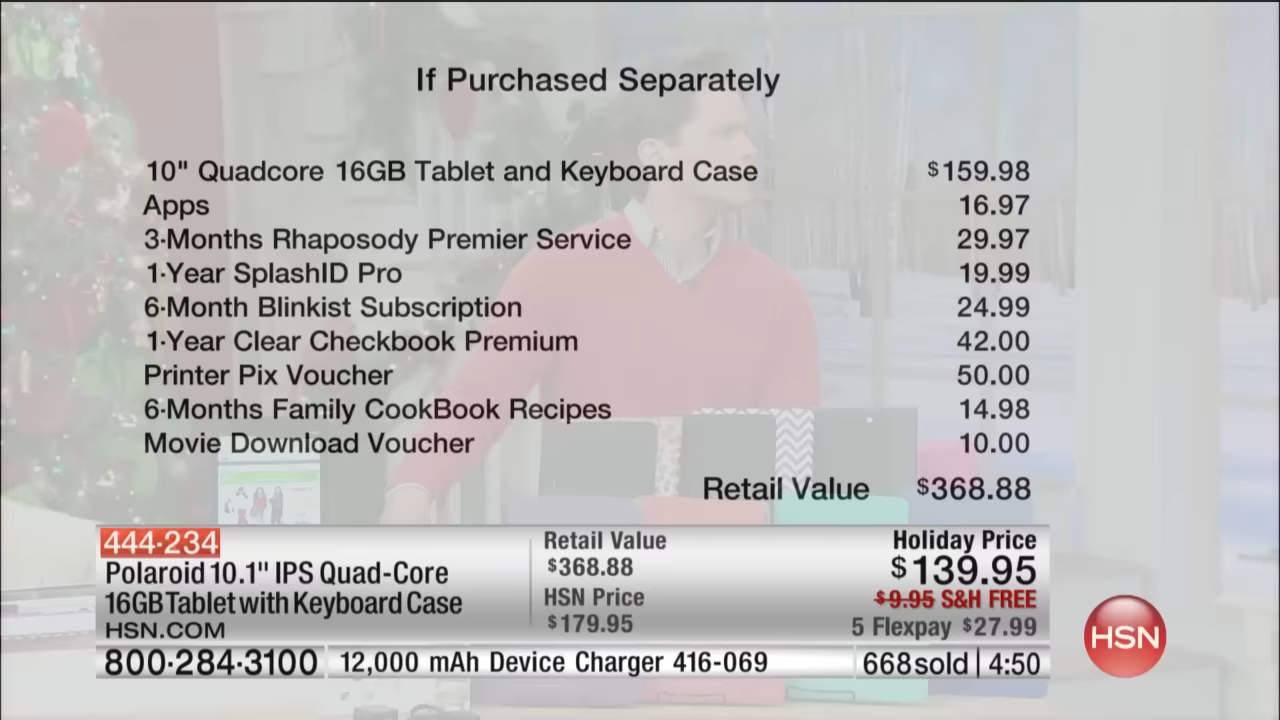 If Purchased Separately
10" Quadcore 16GB Tablet and Keyboard Case $159.98
Apps 16.97
3-Months Rhaposody Premier Service 29.97
1-Year SplashID Pro 19.99
6-Month Blinkist Subscription 24.99
1-Year Clear Checkbook Premium 42.00
Printer Pix Voucher 50.00
6-Months Family CookBook Recipes 14.98
Movie Download Voucher 10.00
Retail Value $368.88
444-234
Polaroid 10.1" IPS Quad-Core
16GB Tablet with Keyboard Case
HSN.COM
Retail Value
$368.88
HSN Price
$179.95
Holiday Price
$139.95
$9.95 S&H FREE
5 Flexpay $27.99
800-284-3100
12,000 mAh Device Charger 416-069
668 sold | 4:50
HSN